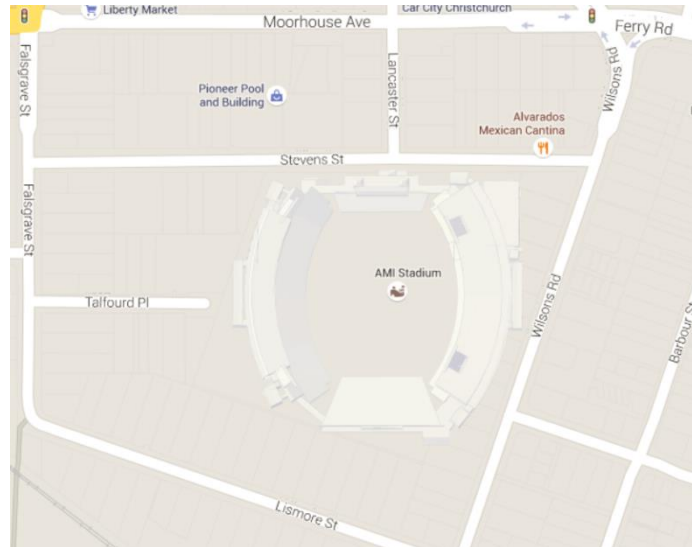 Liberty Market
Car City Christchurch
Moorhouse Ave
Ferry Rd
Falsgrave St
Lancaster St
Wilsons Rd
Pioneer Pool
and Building
Alvarados
Mexican Cantina
Stevens St
Falsgrave St
AMI Stadium
Wilsons Rd
Talfourd Pl
Barbour St
Lismore St